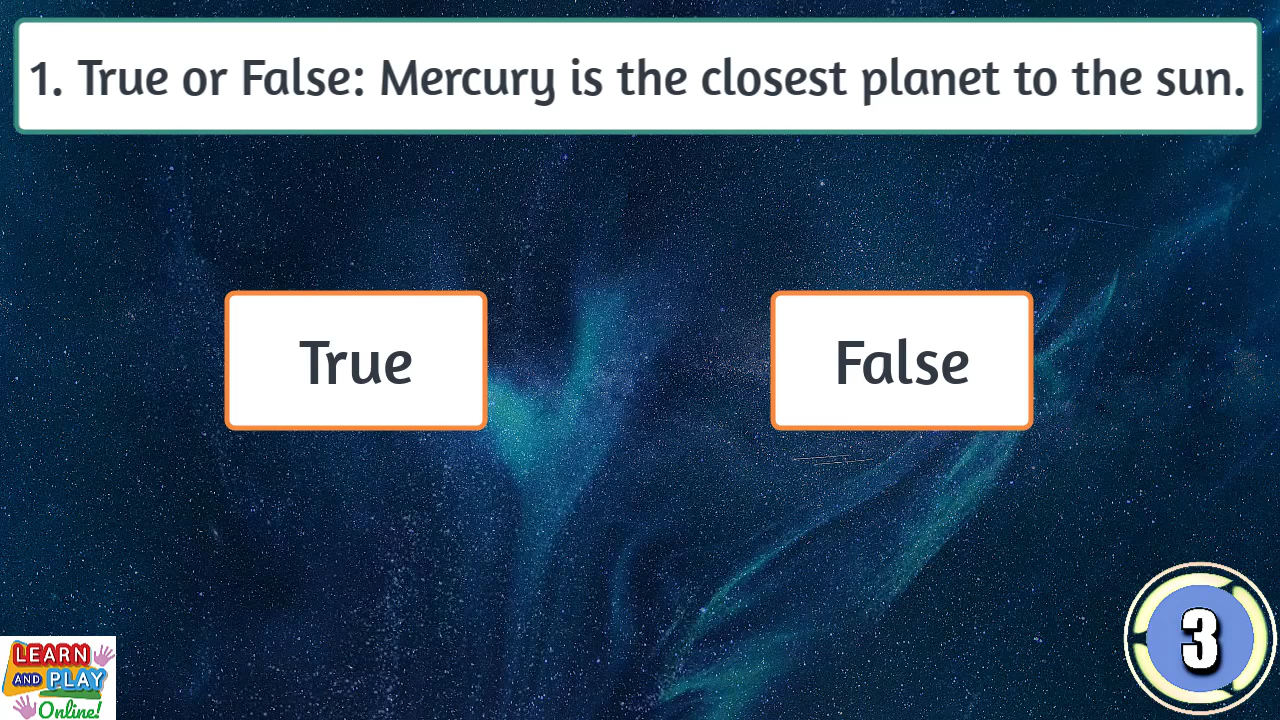 1. True or False: Mercury is the closest planet to the sun.
True
False
3
LEARN
AND PLAY
Online!